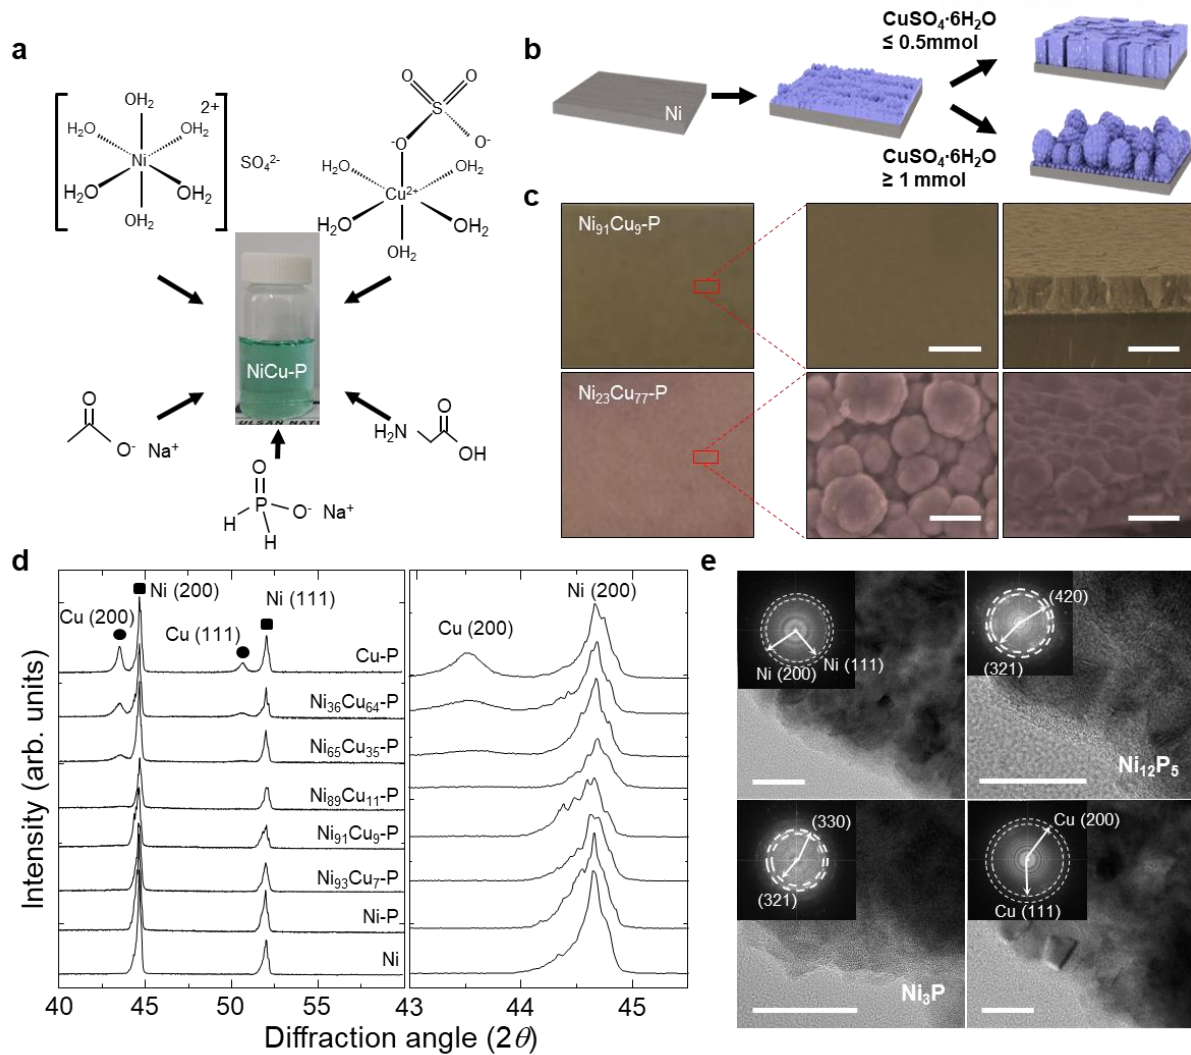 a
OH₂
2+
H₂O
OH₂
Ni
SO₄²⁻
H₂O
OH₂
OH₂
O
O
S
O⁻
⁻O
H₂O
OH₂
Cu²⁺
H₂O
OH₂
OH₂
NiCu-P
ULSAN NATI
O
O⁻ Na⁺
O
H₂N
OH
O
P
H
H
O⁻ Na⁺
b
Ni
CuSO₄·6H₂O
≤ 0.5mmol
CuSO₄·6H₂O
≥ 1 mmol
c
Ni₉₁Cu₉-P
Ni₂₃Cu₇₇-P
d
Intensity (arb. units)
Ni (200)
Cu (200)
Ni (111)
Cu (111)
Cu-P
Ni₃₆Cu₆₄-P
Ni₆₅Cu₃₅-P
Ni₈₉Cu₁₁-P
Ni₉₁Cu₉-P
Ni₉₃Cu₇-P
Ni-P
Ni
40 45 50 55
Ni (200)
Cu (200)
43 44 45
Diffraction angle (2θ)
e
Ni (200)
Ni (111)
(420)
(321)
Ni₁₂P₅
(330)
(321)
Ni₃P
Cu (200)
Cu (111)